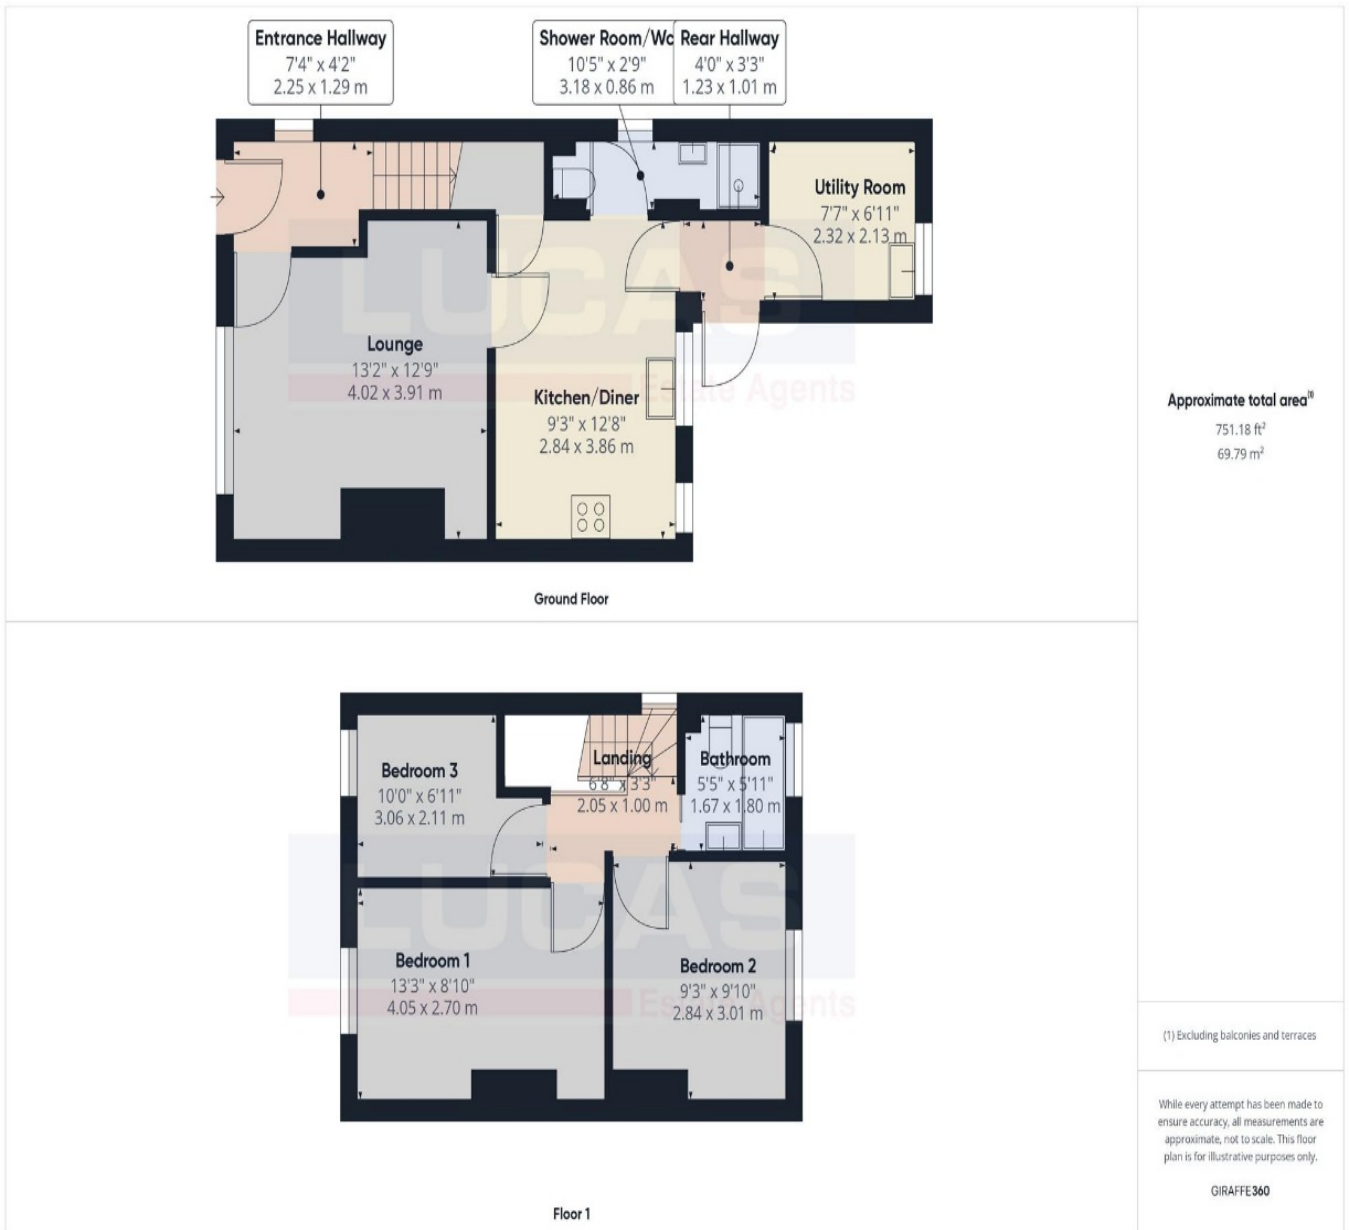 Entrance Hallway
7'4" x 4'2"
2.25 x 1.29 m
Shower Room/Wc
10'5" x 2'9"
3.18 x 0.86 m
Rear Hallway
4'0" x 3'3"
1.23 x 1.01 m
Utility Room
7'7" x 6'11"
2.32 x 2.13 m
LUCAS
Estate Agents
Lounge
13'2" x 12'9"
4.02 x 3.91 m
Kitchen/Diner
9'3" x 12'8"
2.84 x 3.86 m
Ground Floor
Approximate total area(1)
751.18 ft²
69.79 m²
Landing
6'8" x 3'3"
2.05 x 1.00 m
Bathroom
5'5" x 5'11"
1.67 x 1.80 m
Bedroom 3
10'0" x 6'11"
3.06 x 2.11 m
LUCAS
Estate Agents
Bedroom 1
13'3" x 8'10"
4.05 x 2.70 m
Bedroom 2
9'3" x 9'10"
2.84 x 3.01 m
Floor 1
(1) Excluding balconies and terraces
While every attempt has been made to
ensure accuracy, all measurements are
approximate, not to scale. This floor
plan is for illustrative purposes only.
GIRAFFE360